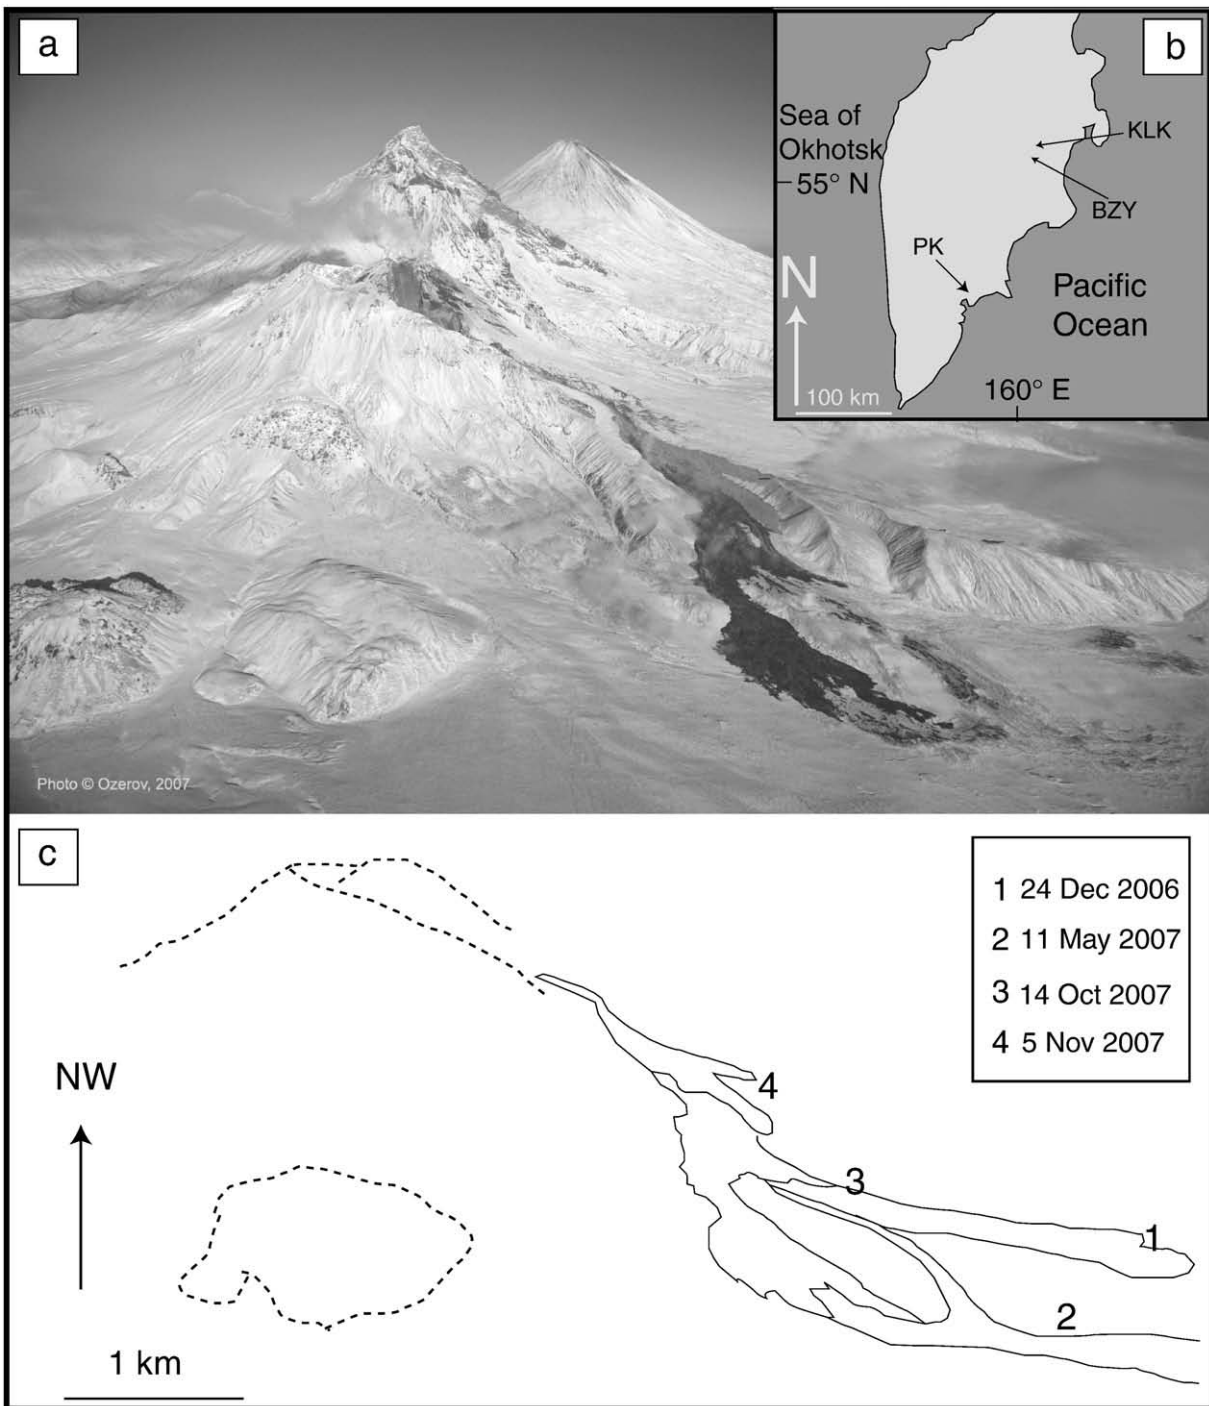 a
b
Sea of
Okhotsk
55° N
KLK
BZY
PK
N
Pacific
Ocean
100 km
160° E
Photo © Ozerov, 2007
c
1 24 Dec 2006
2 11 May 2007
3 14 Oct 2007
4 5 Nov 2007
NW
4
3
1
2
1 km